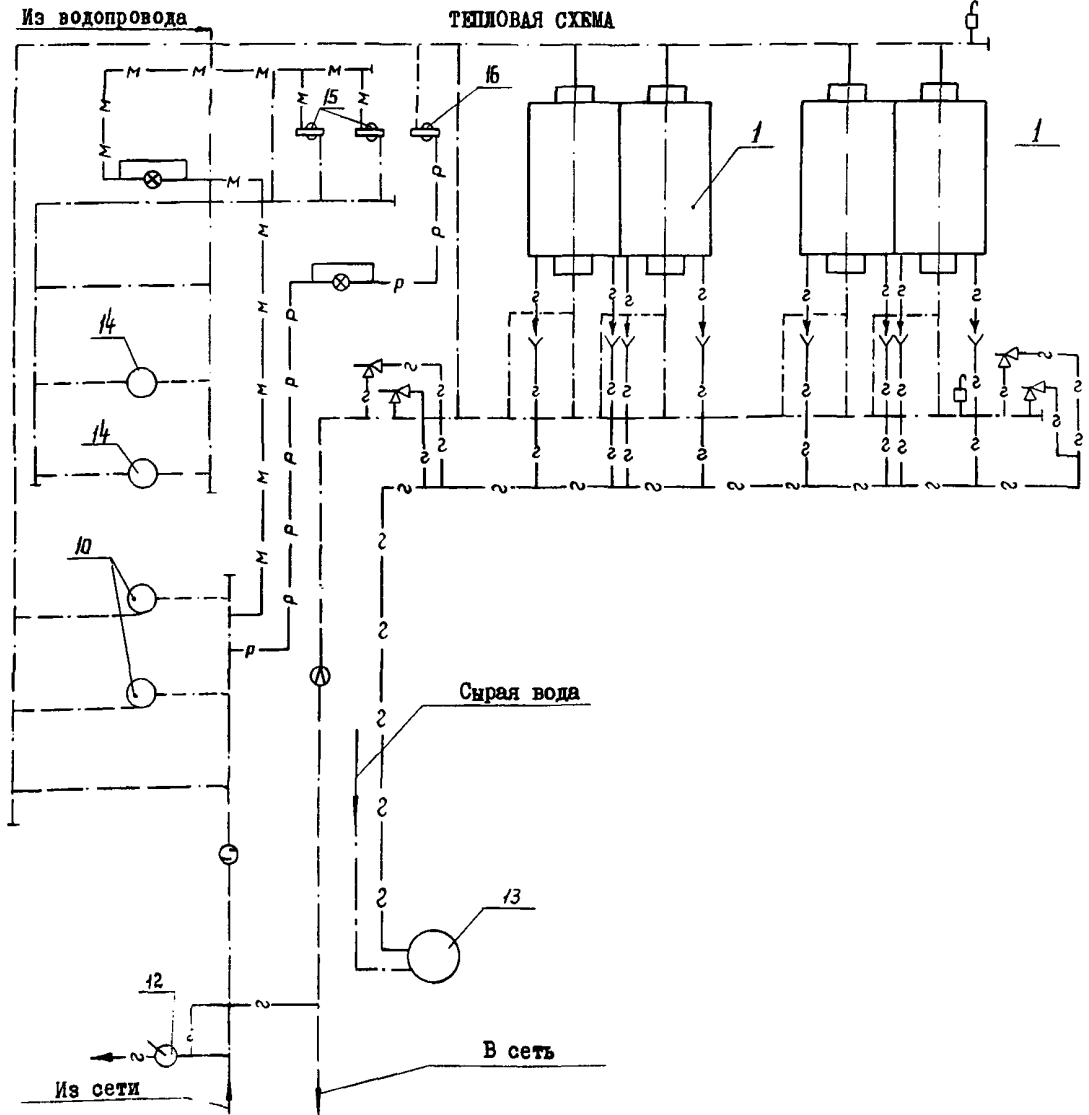 Из водопровода
ТЕПЛОВАЯ СХЕМА
м м м м
м м м
м м
15
16
1
1
м м
р
р
р
р
14
14
10
г г г г
г г г г
г г г г
г г г г
г г г г г г г г
м
м
м
р
р
р
р
р
р
г
г
г
г
Сырая вода
13
12
г
г
г
В сеть
Из сети